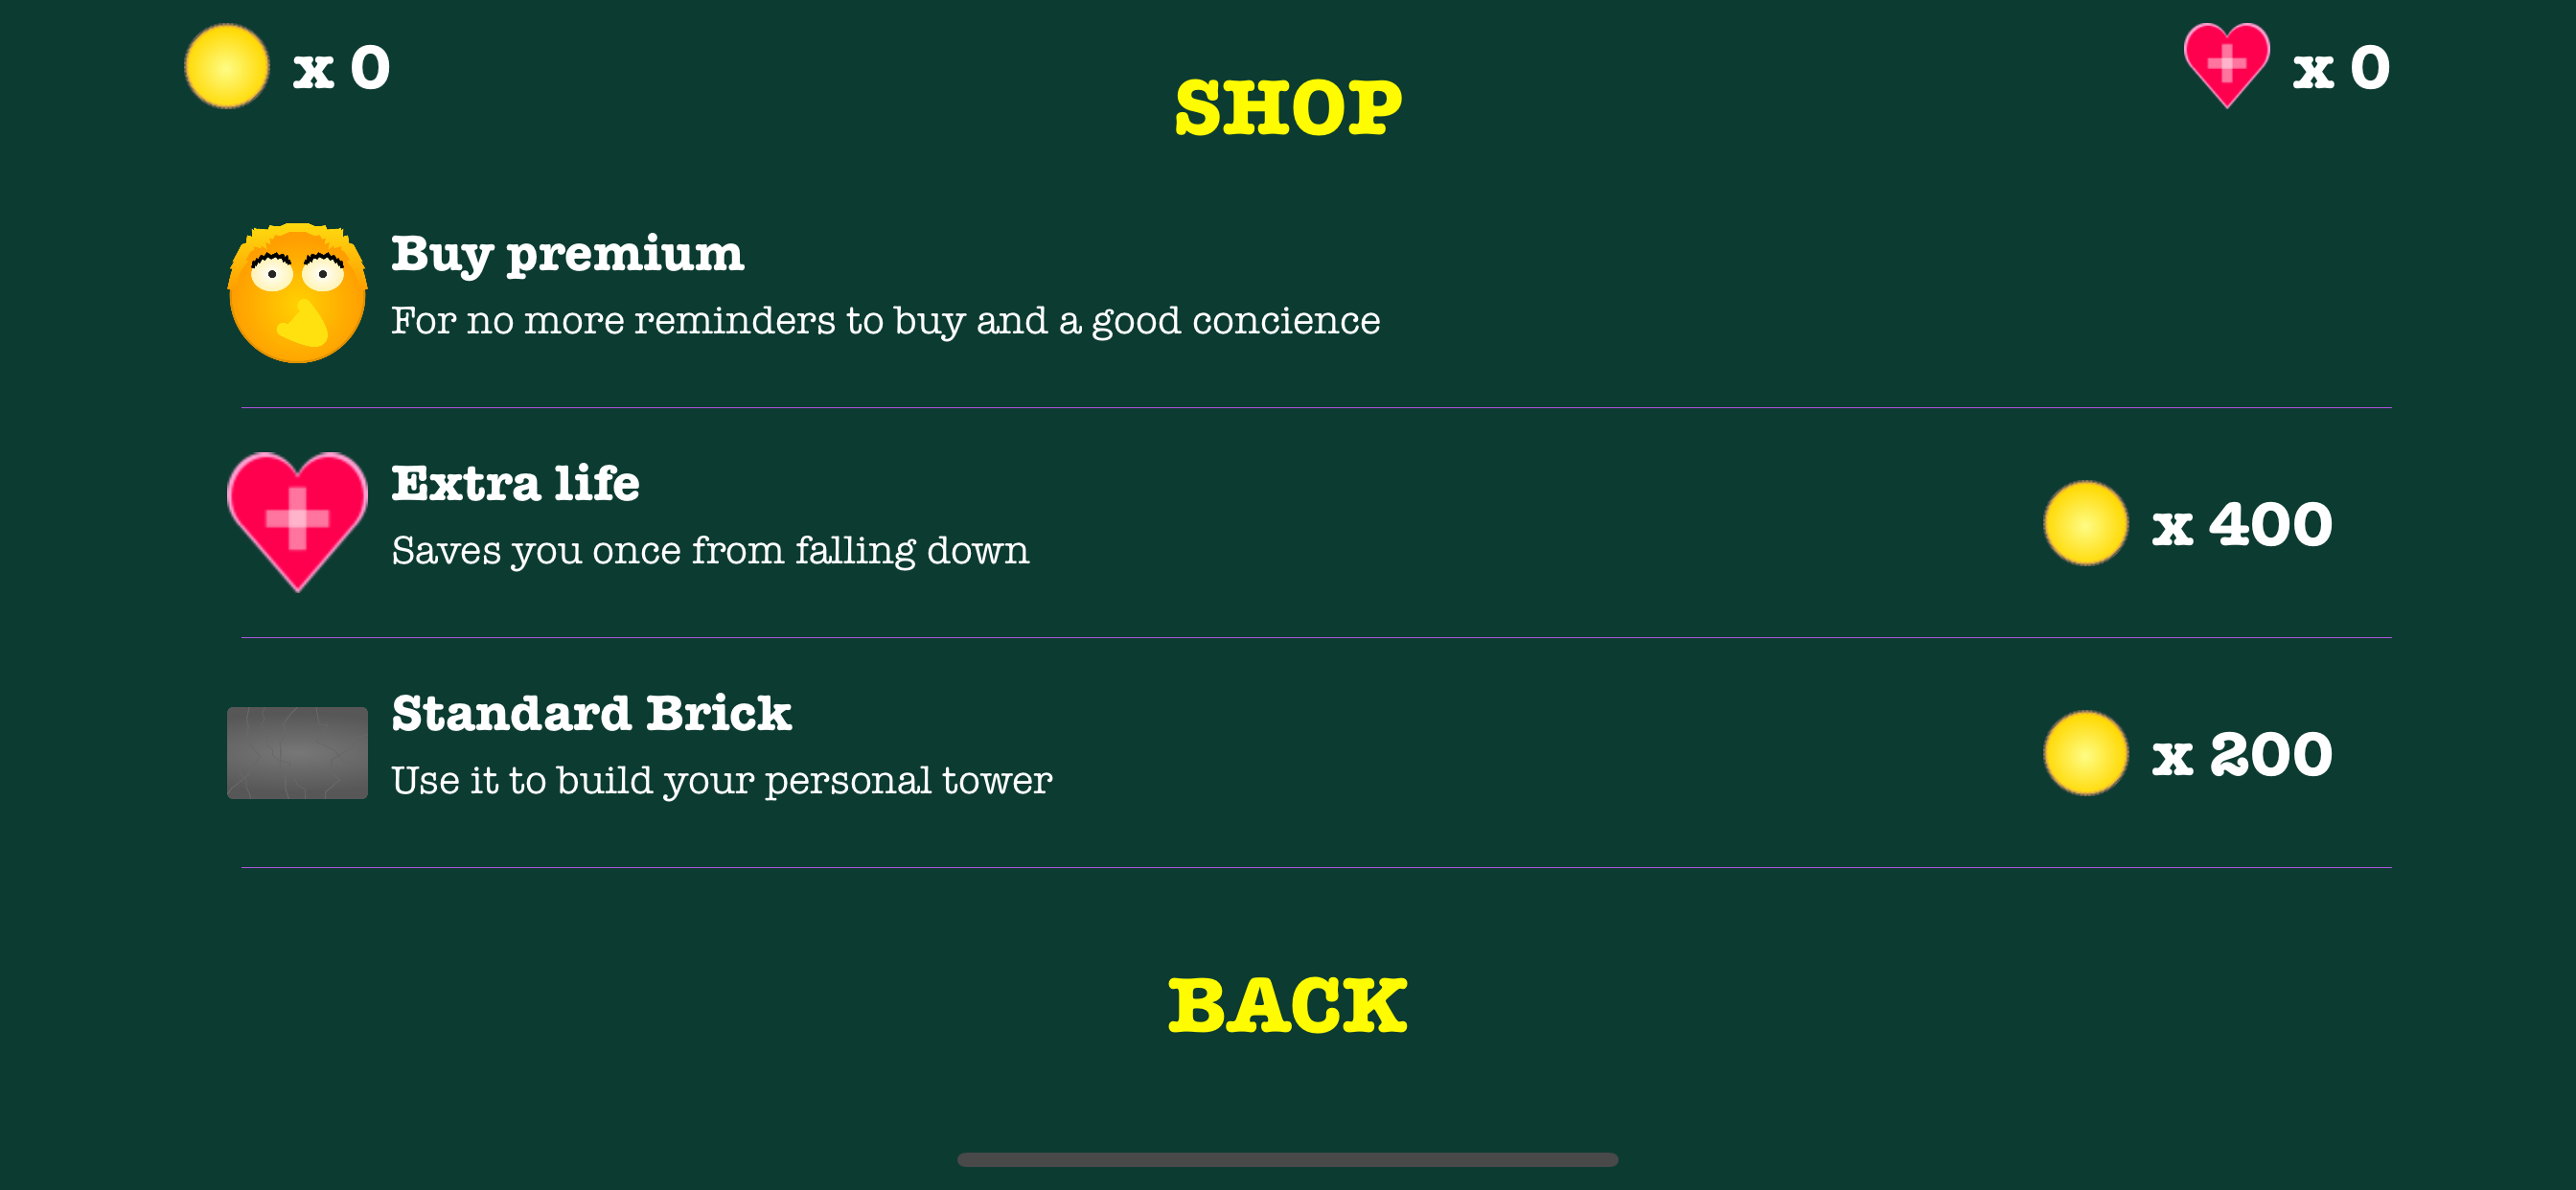 x 0
x 0
SHOP
Buy premium
For no more reminders to buy and a good concience
Extra life
Saves you once from falling down
x 400
Standard Brick
Use it to build your personal tower
x 200
BACK